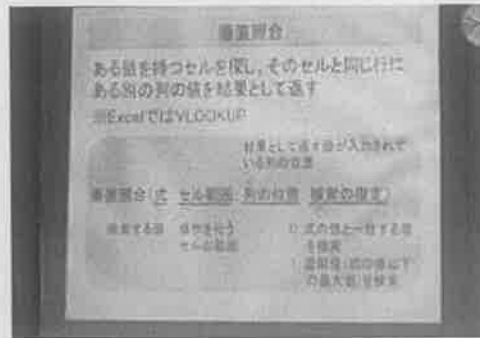 垂直照合
ある値を持つセルを探し、そのセルと同じ行に
ある別の列の値を結果として返す
※ExcelではVLOOKUP
結果として返す値が入力されて
いる列の位置
垂直照合(式 セル範囲 列の位置 検索の指定)
検索する値
セルの範囲
0 式の値と一致する値
を検索
の最大値)を検索